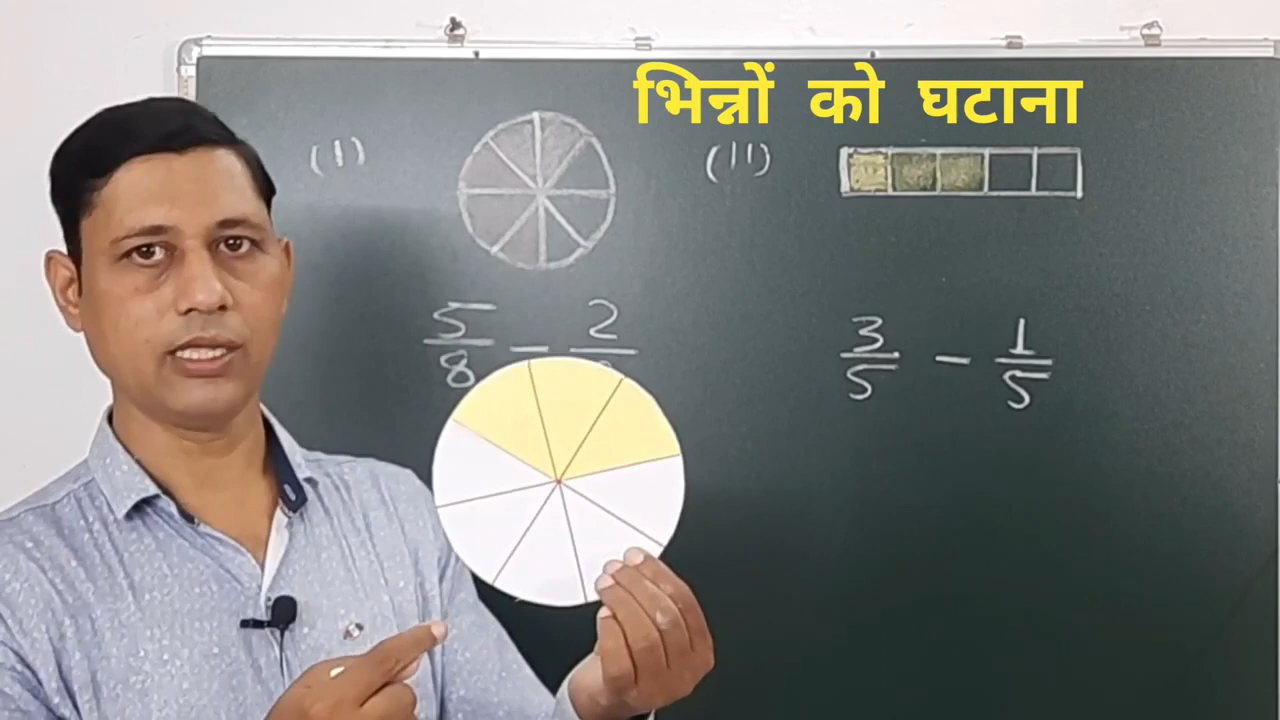 भिन्नों को घटाना
(I)
(II)
5/8 - 2/
3/5 - 1/5